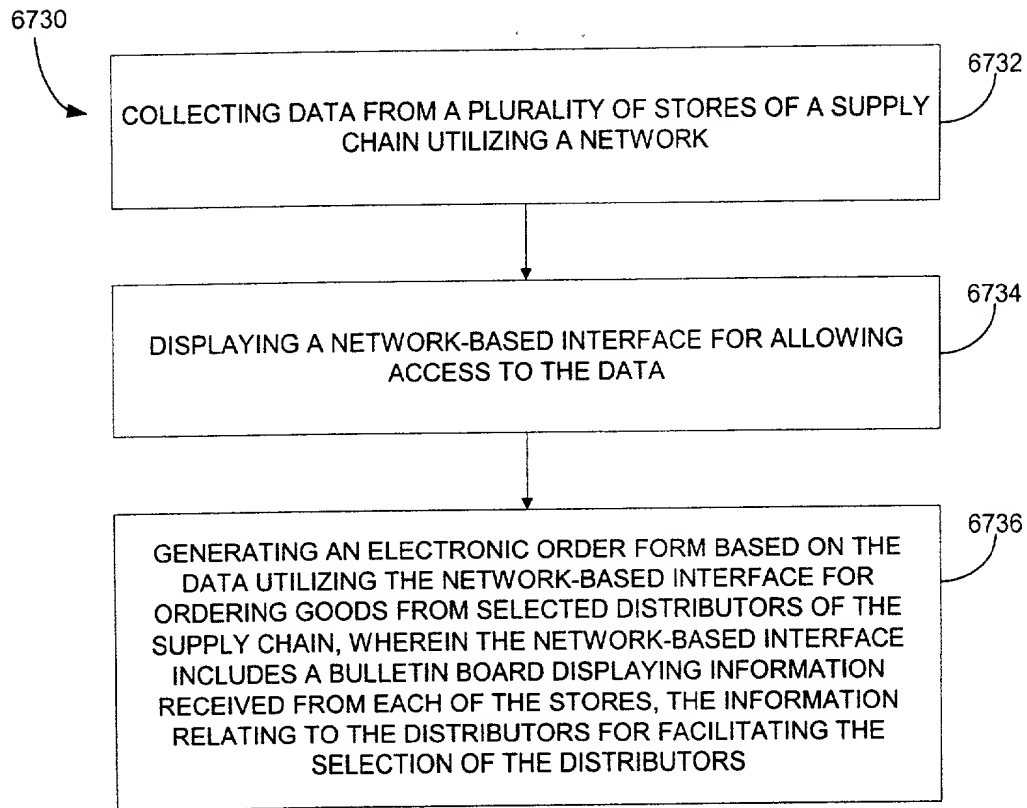 6730
6732
COLLECTING DATA FROM A PLURALITY OF STORES OF A SUPPLY
CHAIN UTILIZING A NETWORK
6734
DISPLAYING A NETWORK-BASED INTERFACE FOR ALLOWING
ACCESS TO THE DATA
6736
GENERATING AN ELECTRONIC ORDER FORM BASED ON THE
DATA UTILIZING THE NETWORK-BASED INTERFACE FOR
ORDERING GOODS FROM SELECTED DISTRIBUTORS OF THE
SUPPLY CHAIN, WHEREIN THE NETWORK-BASED INTERFACE
INCLUDES A BULLETIN BOARD DISPLAYING INFORMATION
RECEIVED FROM EACH OF THE STORES, THE INFORMATION
RELATING TO THE DISTRIBUTORS FOR FACILITATING THE
SELECTION OF THE DISTRIBUTORS